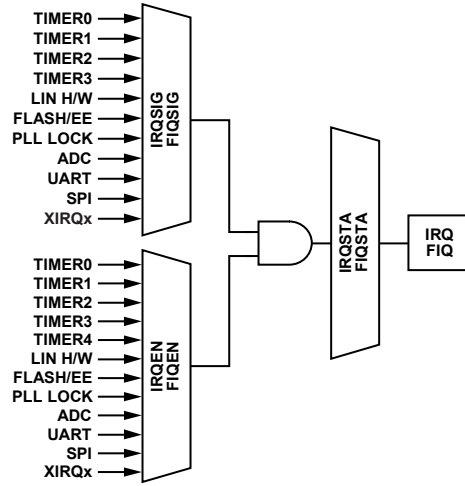 TIMER0
TIMER1
TIMER2
TIMER3
LIN H/W
FLASH/EE
PLL LOCK
ADC
UART
SPI
XIRQx
IRQSIG
FIQSIG
TIMER0
TIMER1
TIMER2
TIMER3
TIMER4
LIN H/W
FLASH/EE
PLL LOCK
ADC
UART
SPI
XIRQx
IRQEN
FIQEN
IRQSTA
FIQSTA
IRQ
FIQ